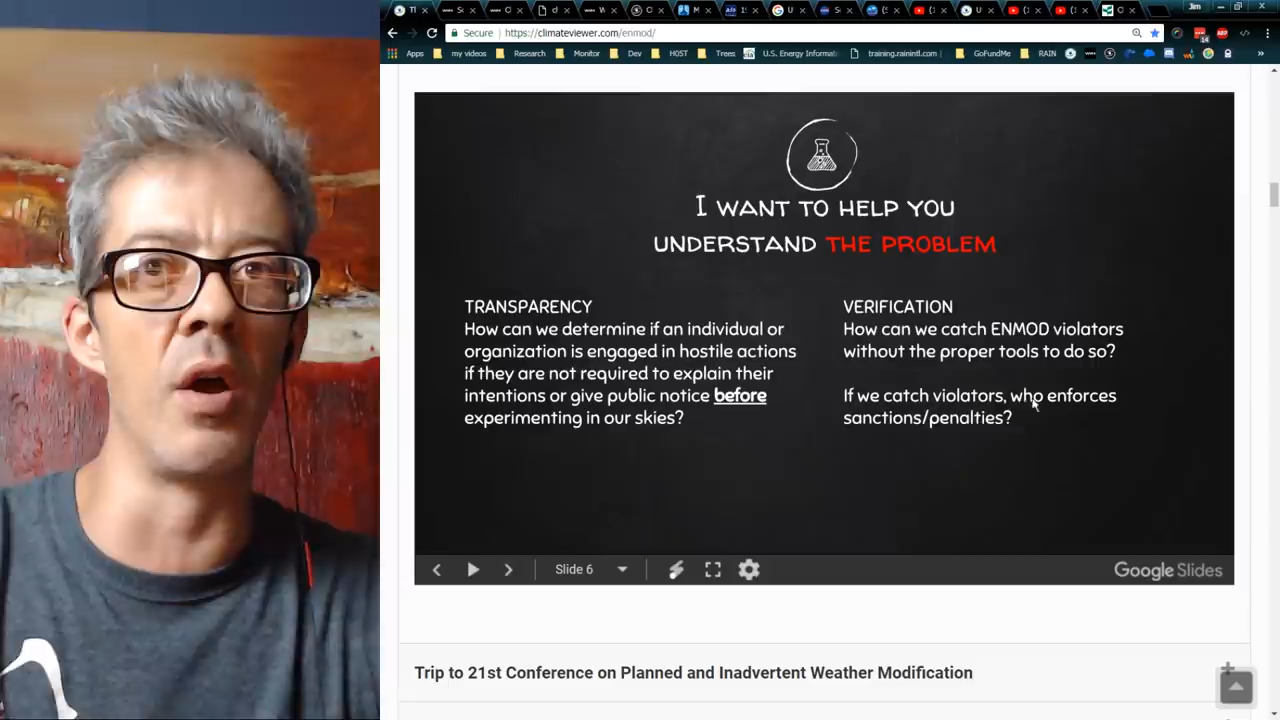 Jim
Secure
https://climateviewer.com/enmod/
14
ABP
Apps
my videos
Research
Monitor
Dev
H0ST
Trees
U.S. Energy Informati
training.rainintl.com
GoFundMe
RAIN
»
I WANT TO HELP YOU
UNDERSTAND THE PROBLEM
TRANSPARENCY
How can we determine if an individual or
organization is engaged in hostile actions
if they are not required to explain their
intentions or give public notice before
experimenting in our skies?
VERIFICATION
How can we catch ENMOD violators
without the proper tools to do so?
If we catch violators, who enforces
sanctions/penalties?
Slide 6
Google Slides
Trip to 21st Conference on Planned and Inadvertent Weather Modification